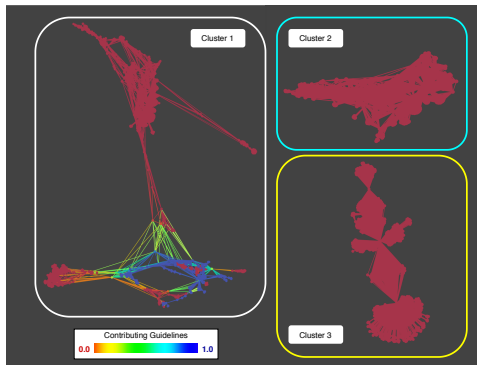 Cluster 1
Cluster 2
Cluster 3
Contributing Guidelines
0.0 1.0